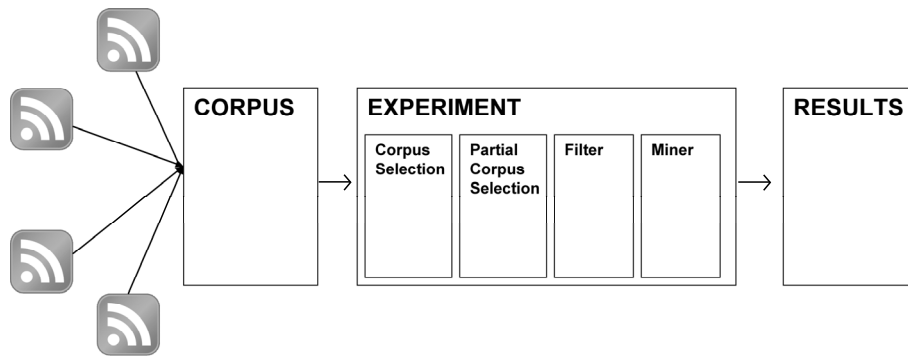 CORPUS
EXPERIMENT
RESULTS
Corpus
Selection
Partial
Corpus
Selection
Filter
Miner